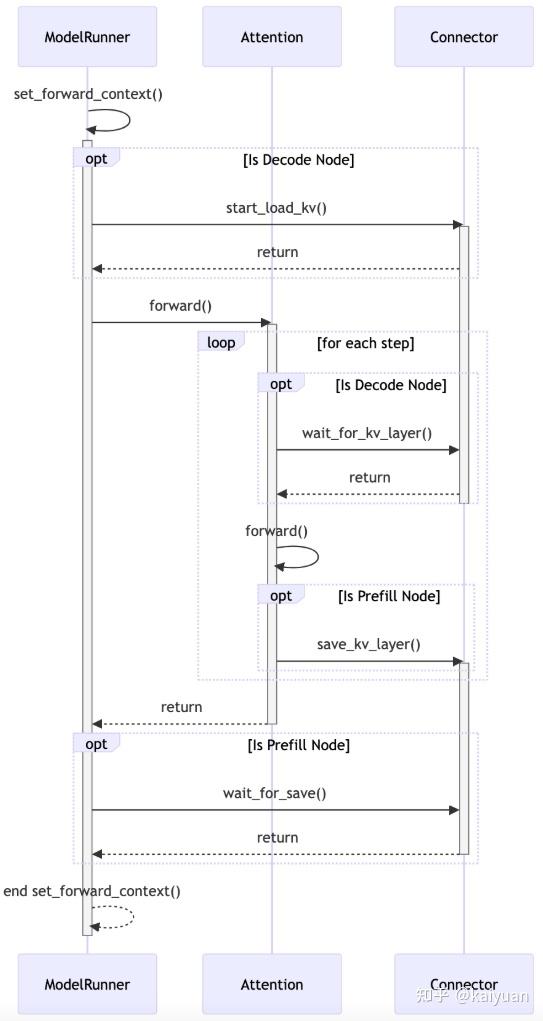 ModelRunner
Attention
Connector
set_forward_context()
opt
[Is Decode Node]
start_load_kv()
return
forward()
loop
[for each step]
opt
[Is Decode Node]
wait_for_kv_layer()
return
forward()
opt
[Is Prefill Node]
save_kv_layer()
return
opt
[Is Prefill Node]
wait_for_save()
return
end set_forward_context()
ModelRunner
Attention
Connector
知乎 @kaiyuan